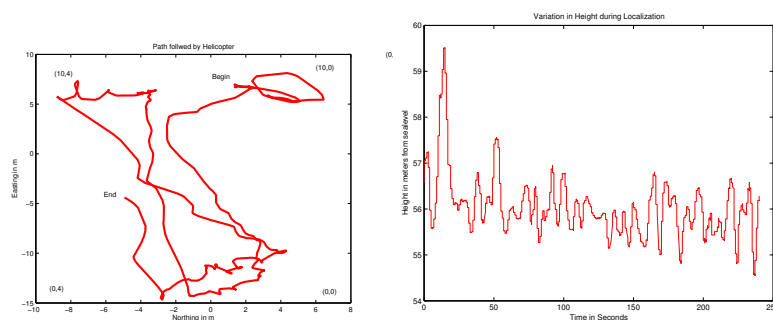 Path follwed by Helicopter
10
5
0
−5
−10
−15
Easting in m
(10,4)
Begin
(10,0)
End
(0,4)
(0,0)
−10 −8 −6 −4 −2 0 2 4 6 8
Northing in m
Variation in Height during Localization
60
59
58
57
56
55
54
Height in meters form sealevel
(0,
0 50 100 150 200 25
Time in Seconds